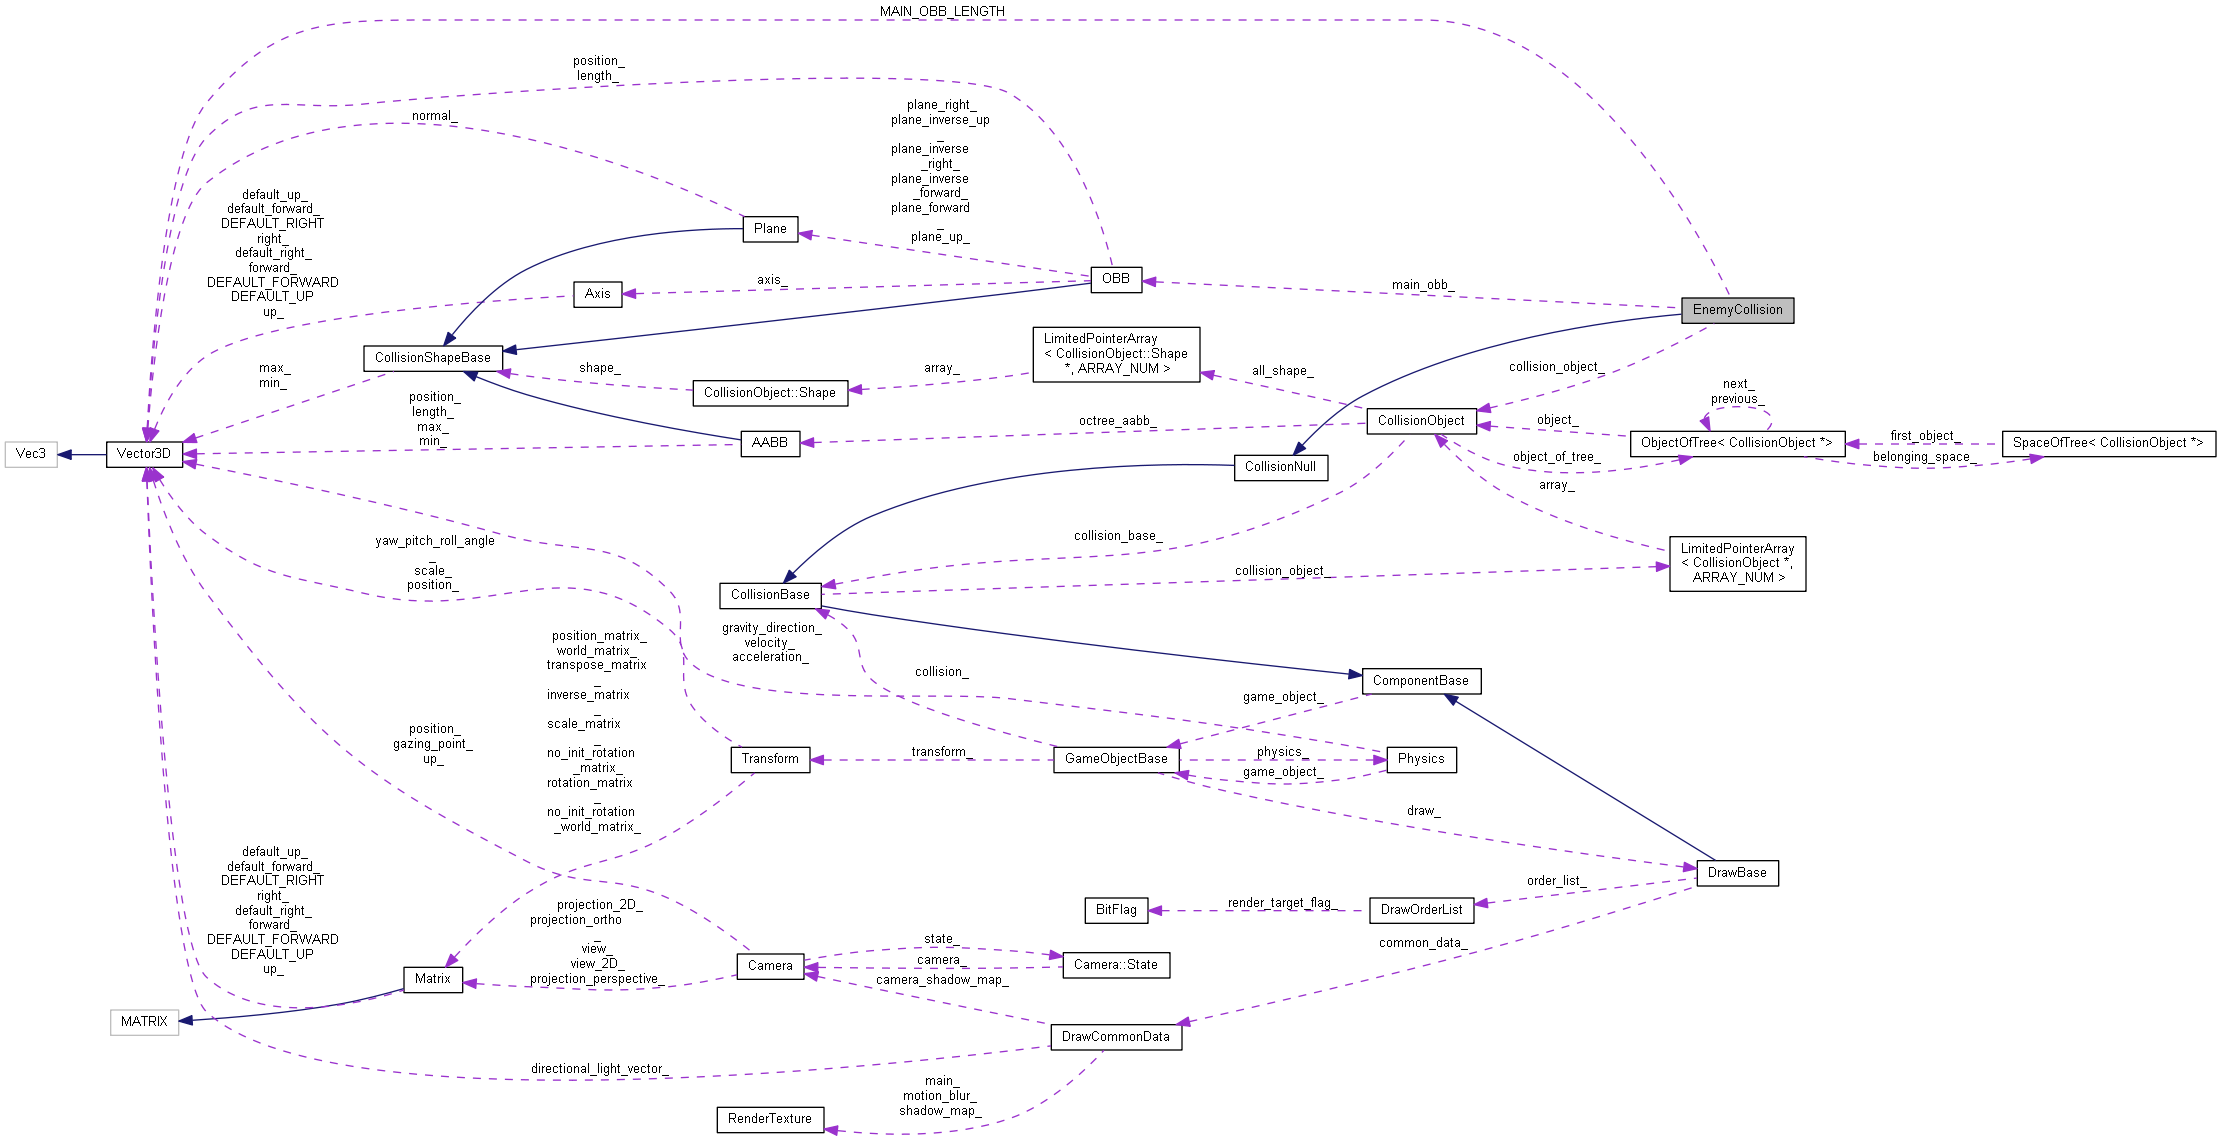 MAIN_OBB_LENGTH
position_
length_
normal_
plane_right_
plane_inverse_up
_
plane_inverse
_right_
plane_inverse
_forward_
plane_forward
_
plane_up_
default_up_
default_forward_
DEFAULT_RIGHT
right_
default_right_
forward_
DEFAULT_FORWARD
DEFAULT_UP
up_
Plane
OBB
axis_
Axis
main_obb_
EnemyCollision
CollisionShapeBase
max_
min_
shape_
CollisionObject::Shape
array_
LimitedPointerArray
< CollisionObject::Shape
*, ARRAY_NUM >
all_shape_
collision_object_
position_
length_
max_
min_
AABB
octree_aabb_
CollisionObject
object_
next_
previous_
ObjectOfTree< CollisionObject *>
first_object_
belonging_space_
SpaceOfTree< CollisionObject *>
Vec3
Vector3D
CollisionNull
object_of_tree_
array_
collision_base_
LimitedPointerArray
< CollisionObject *,
ARRAY_NUM >
collision_object_
CollisionBase
yaw_pitch_roll_angle
_
scale_
position_
gravity_direction_
velocity_
acceleration_
collision_
ComponentBase
game_object_
position_matrix_
world_matrix_
transpose_matrix
_
inverse_matrix
_
scale_matrix
_
no_init_rotation
_matrix_
rotation_matrix
_
no_init_rotation
_world_matrix_
Transform
transform_
GameObjectBase
physics_
game_object_
Physics
draw_
position_
gazing_point_
up_
DrawBase
order_list_
DrawOrderList
render_target_flag_
BitFlag
common_data_
default_up_
default_forward_
DEFAULT_RIGHT
right_
default_right_
forward_
DEFAULT_FORWARD
DEFAULT_UP
up_
projection_2D_
projection_ortho
_
view_
view_2D_
projection_perspective_
Matrix
Camera
state_
camera_
camera_shadow_map_
Camera::State
MATRIX
DrawCommonData
directional_light_vector_
main_
motion_blur_
shadow_map_
RenderTexture